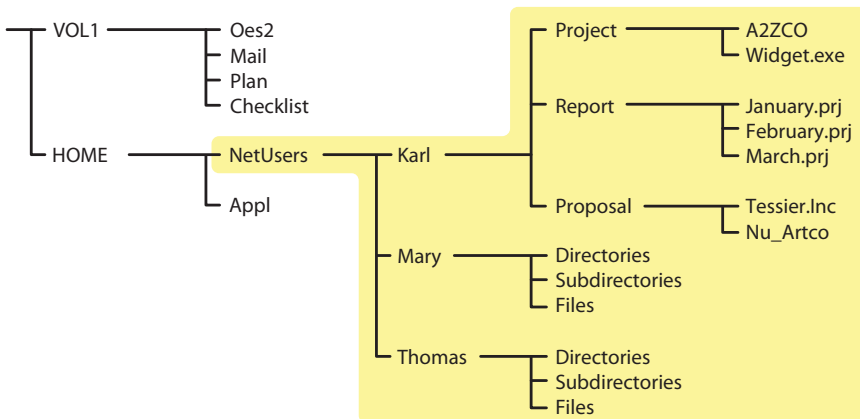 VOL1 Oes2 Project A2ZCO
Mail Widget.exe
Plan
Checklist Report January.prj
February.prj
HOME NetUsers Karl March.prj
Appl Proposal Tessier.Inc
Nu_Artco
Mary Directories
Subdirectories
Files
Thomas Directories
Subdirectories
Files